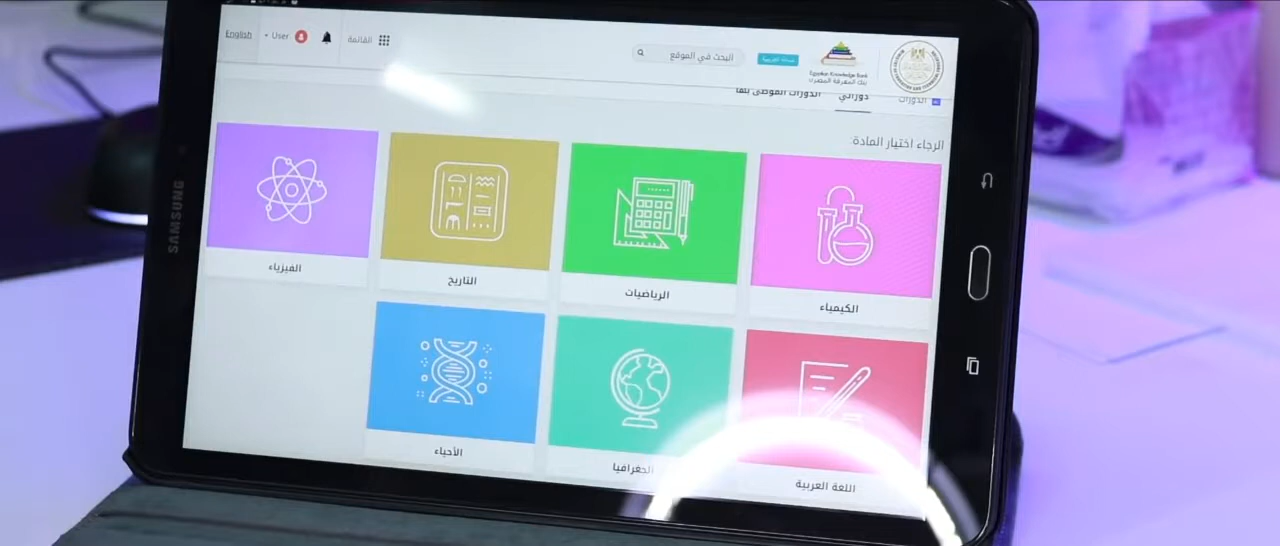 SAMSUNG
English
User
القائمة
البحث في الموقع
Egyptian Knowledge Bank
بنك المعرفة المصري
الدورات
دوراتي
الدورات الموصى بها
الرجاء اختيار المادة
الكيمياء
الرياضيات
التاريخ
الفيزياء
اللغة العربية
الجغرافيا
الأحياء